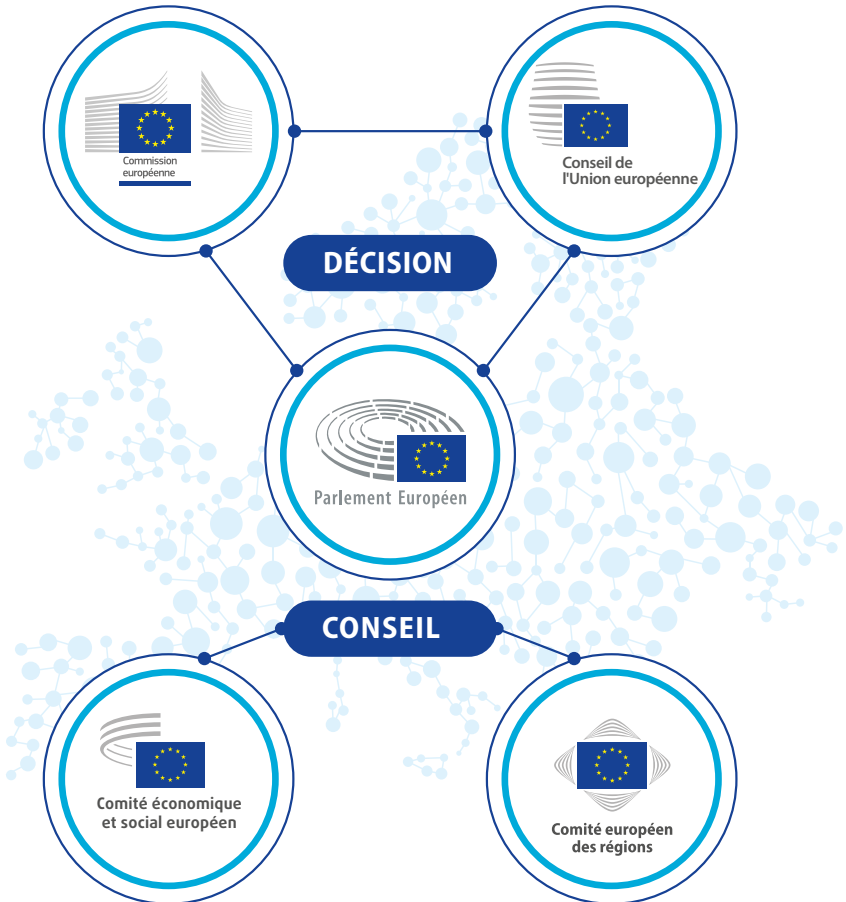 Commission
européenne
Conseil de
l'Union européenne
DÉCISION
Parlement Européen
CONSEIL
Comité économique
et social européen
Comité européen
des régions